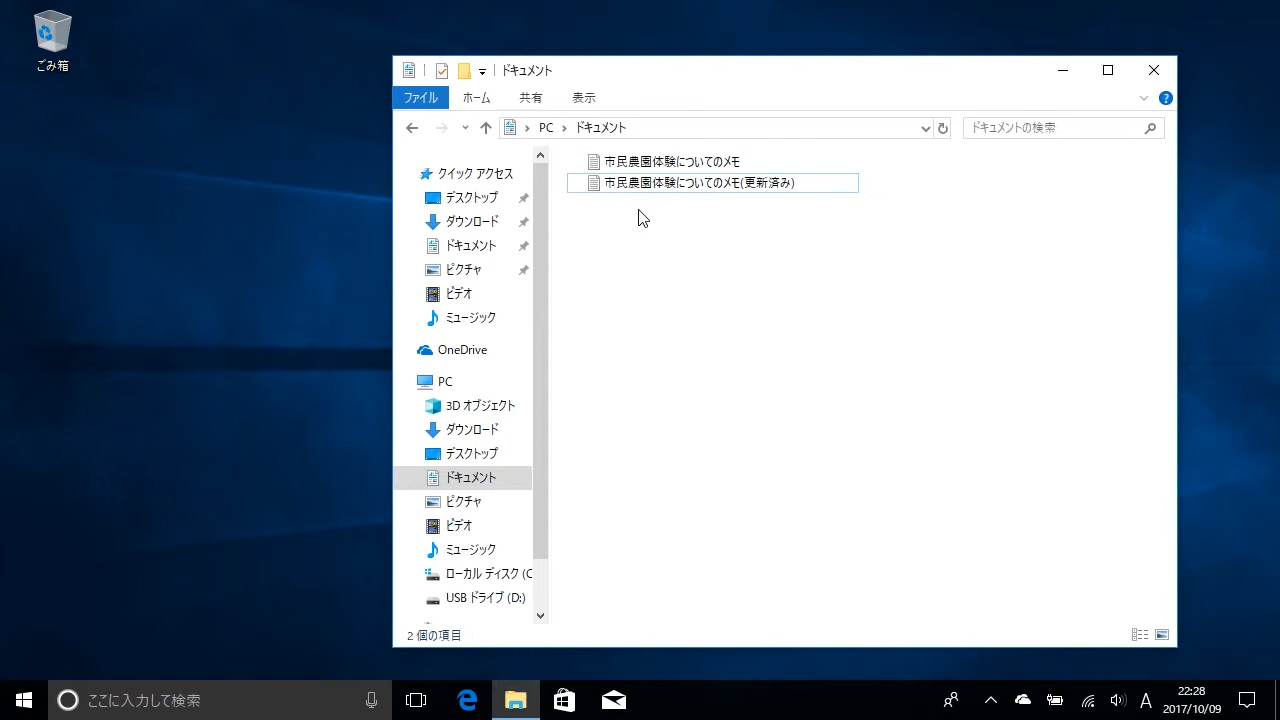 ごみ箱
ドキュメント
ファイル
ホーム
共有
表示
PC
ドキュメント
ドキュメントの検索
クイック アクセス
デスクトップ
ダウンロード
ドキュメント
ピクチャ
ビデオ
ミュージック
OneDrive
PC
3D オブジェクト
ダウンロード
デスクトップ
ドキュメント
ピクチャ
ビデオ
ミュージック
ローカル ディスク (C
USB ドライブ (D:)
市民農園体験についてのメモ
市民農園体験についてのメモ(更新済み)
2 個の項目
ここに入力して検索
A
22:28
2017/10/09